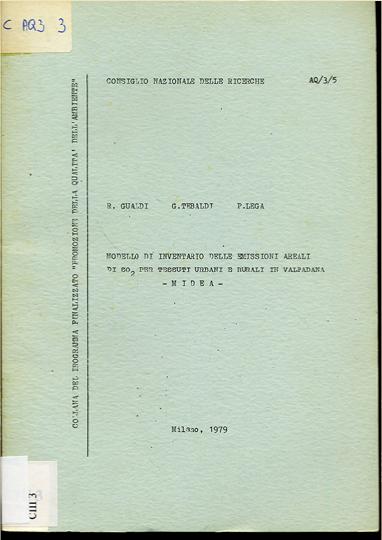 C AQ3 3
CONSIGLIO NAZIONALE DELLE RICERCHE
AQ/3/5
COLLANA DEL PROGRAMMA FINALIZZATO "PROMOZIONE DELLA QUALITA' DELL'AMBIENTE"
R. GUALDI G.TEBALDI P.LEGA
MODELLO DI INVENTARIO DELLE EMISSIONI AREALI
DI SO2 PER TESSUTI URBANI E RURALI IN VALPADANA
- M I D E A -
Milano, 1979
СШ 3